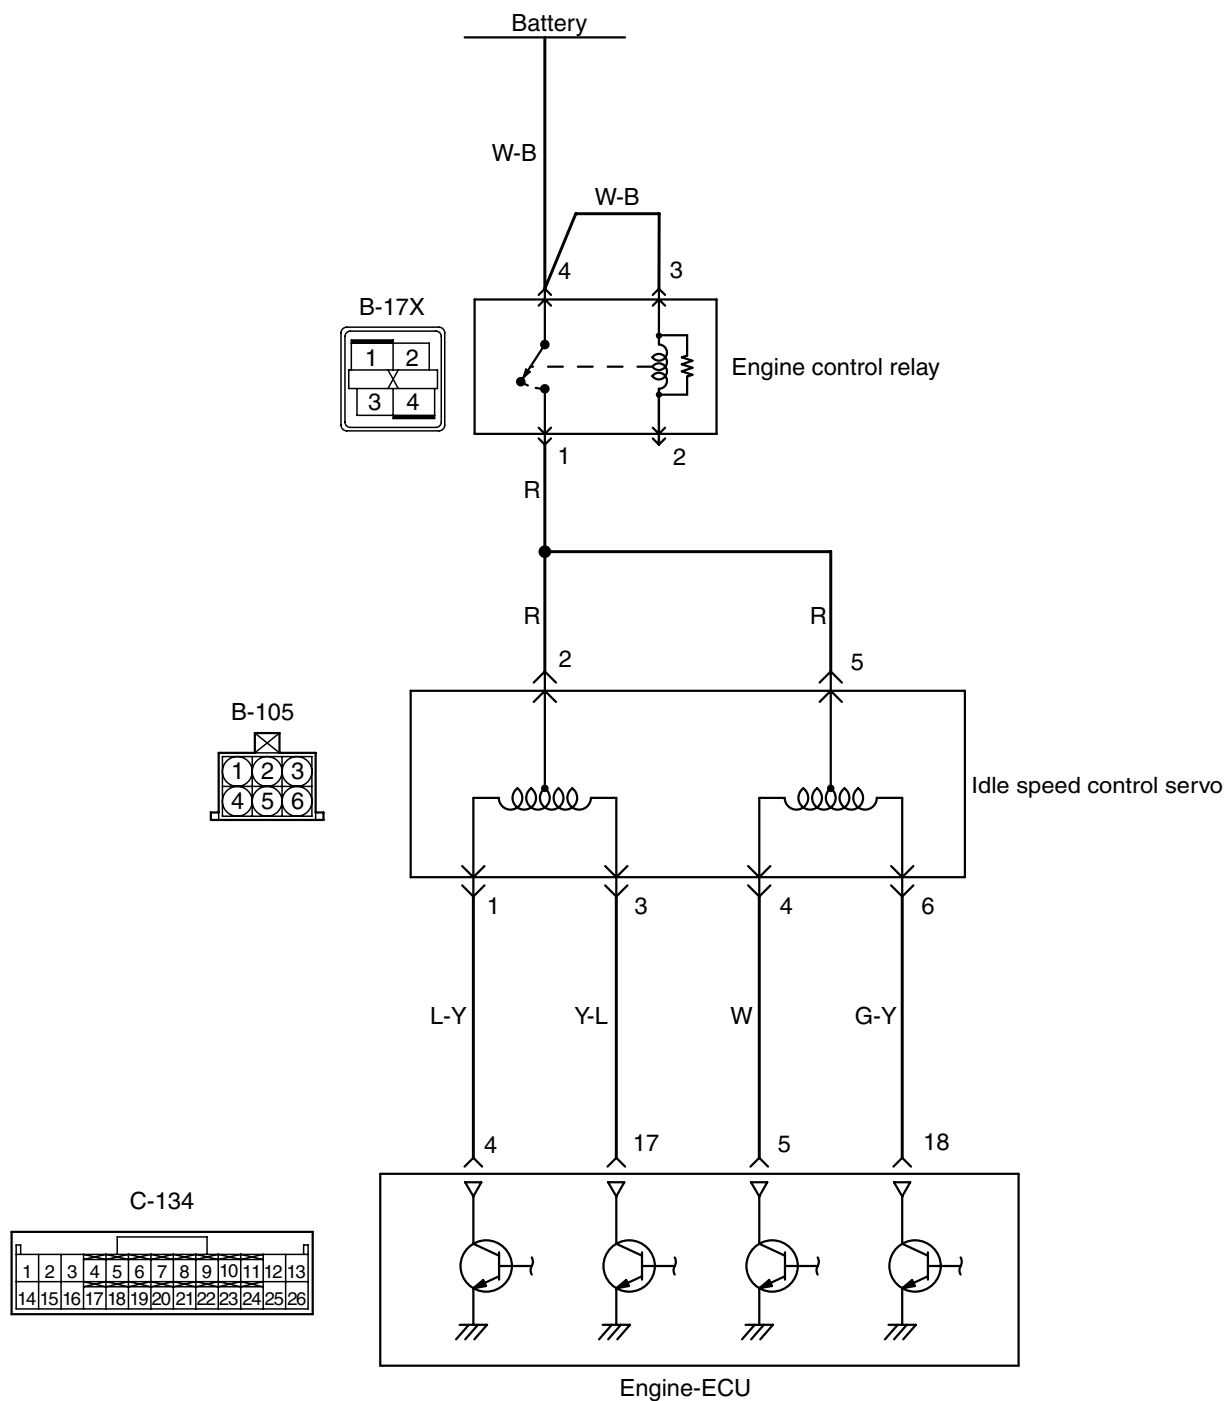 Battery
W-B
W-B
4 3
B-17X
1 2
3 4
Engine control relay
1 2
R
R R
2 5
B-105
1 2 3
4 5 6
Idle speed control servo
1 3 4 6
L-Y Y-L W G-Y
4 17 5 18
C-134
1 2 3 4 5 6 7 8 9 10 11 12 13
14 15 16 17 18 19 20 21 22 23 24 25 26
Engine-ECU